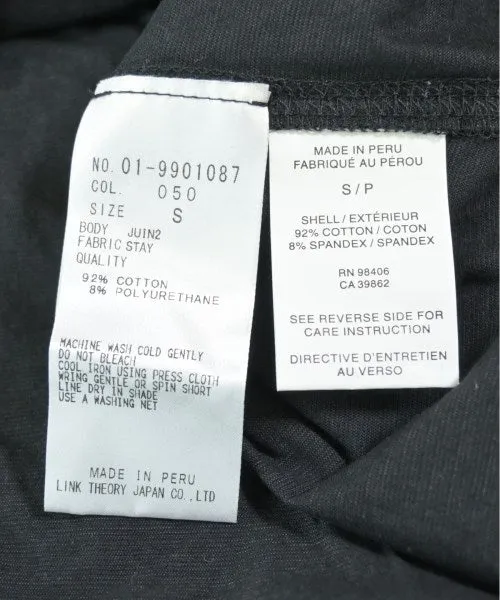 NO. 01-9901087
COL. 050
SIZE S
BODY JUIN2
FABRIC STAY
QUALITY
92% COTTON
8% POLYURETHANE
MACHINE WASH COLD GENTLY
DO NOT BLEACH
COOL IRON USING PRESS CLOTH
WRING GENTLE OR SPIN SHORT
LINE DRY IN SHADE
USE A WASHING NET
MADE IN PERU
LINK THEORY JAPAN CO.,LTD
MADE IN PERU
FABRIQUÉ AU PÉROU
S / P
SHELL / EXTÉRIEUR
92% COTTON / COTON
8% SPANDEX / SPANDEX
RN 98406
CA 39862
SEE REVERSE SIDE FOR
CARE INSTRUCTION
DIRECTIVE D'ENTRETIEN
AU VERSO